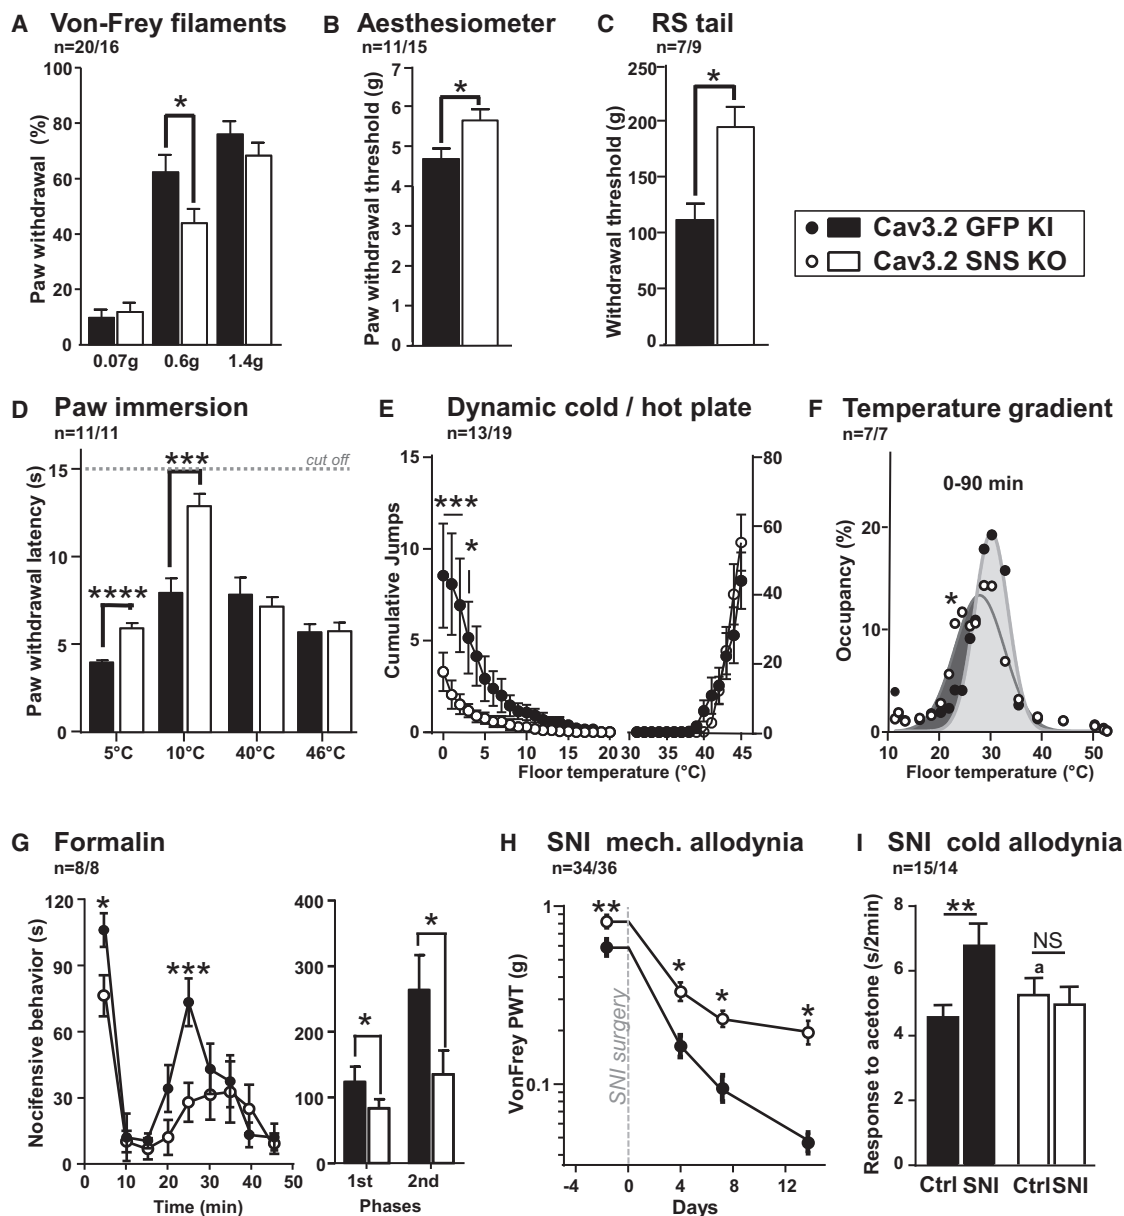 A Von-Frey filaments
n=20/16
Paw withdrawal (%)
100
80
60
40
20
0
*
0.07g 0.6g 1.4g
B Aesthesiometer
n=11/15
Paw withdrawal threshold (g)
7
6
5
4
3
2
1
0
*
C RS tail
n=7/9
Withdrawal threshold (g)
250
200
150
100
50
0
*
Cav3.2 GFP KI
Cav3.2 SNS KO
D Paw immersion
n=11/11
Paw withdrawal latency (s)
15
10
5
0
cut off
****
***
5°C 10°C 40°C 46°C
E Dynamic cold / hot plate
n=13/19
Cumulative Jumps
15
10
5
0
***
*
80
60
40
20
0
0 5 10 15 20 30 35 40 45
Floor temperature (°C)
F Temperature gradient
n=7/7
0-90 min
Occupancy (%)
20
10
0
*
10 20 30 40 50
Floor temperature (°C)
G Formalin
n=8/8
Nocifensive behavior (s)
120
90
60
30
0
*
***
0 10 20 30 40 50
Time (min)
400
300
200
100
0
*
*
1st 2nd
Phases
H SNI mech. allodynia
n=34/36
VonFrey PWT (g)
1
0.1
**
*
*
*
SNI surgery
-4 0 4 8 12
Days
I SNI cold allodynia
n=15/14
Response to acetone (s/2min)
8
6
4
2
0
**
NS
a
Ctrl SNI Ctrl SNI